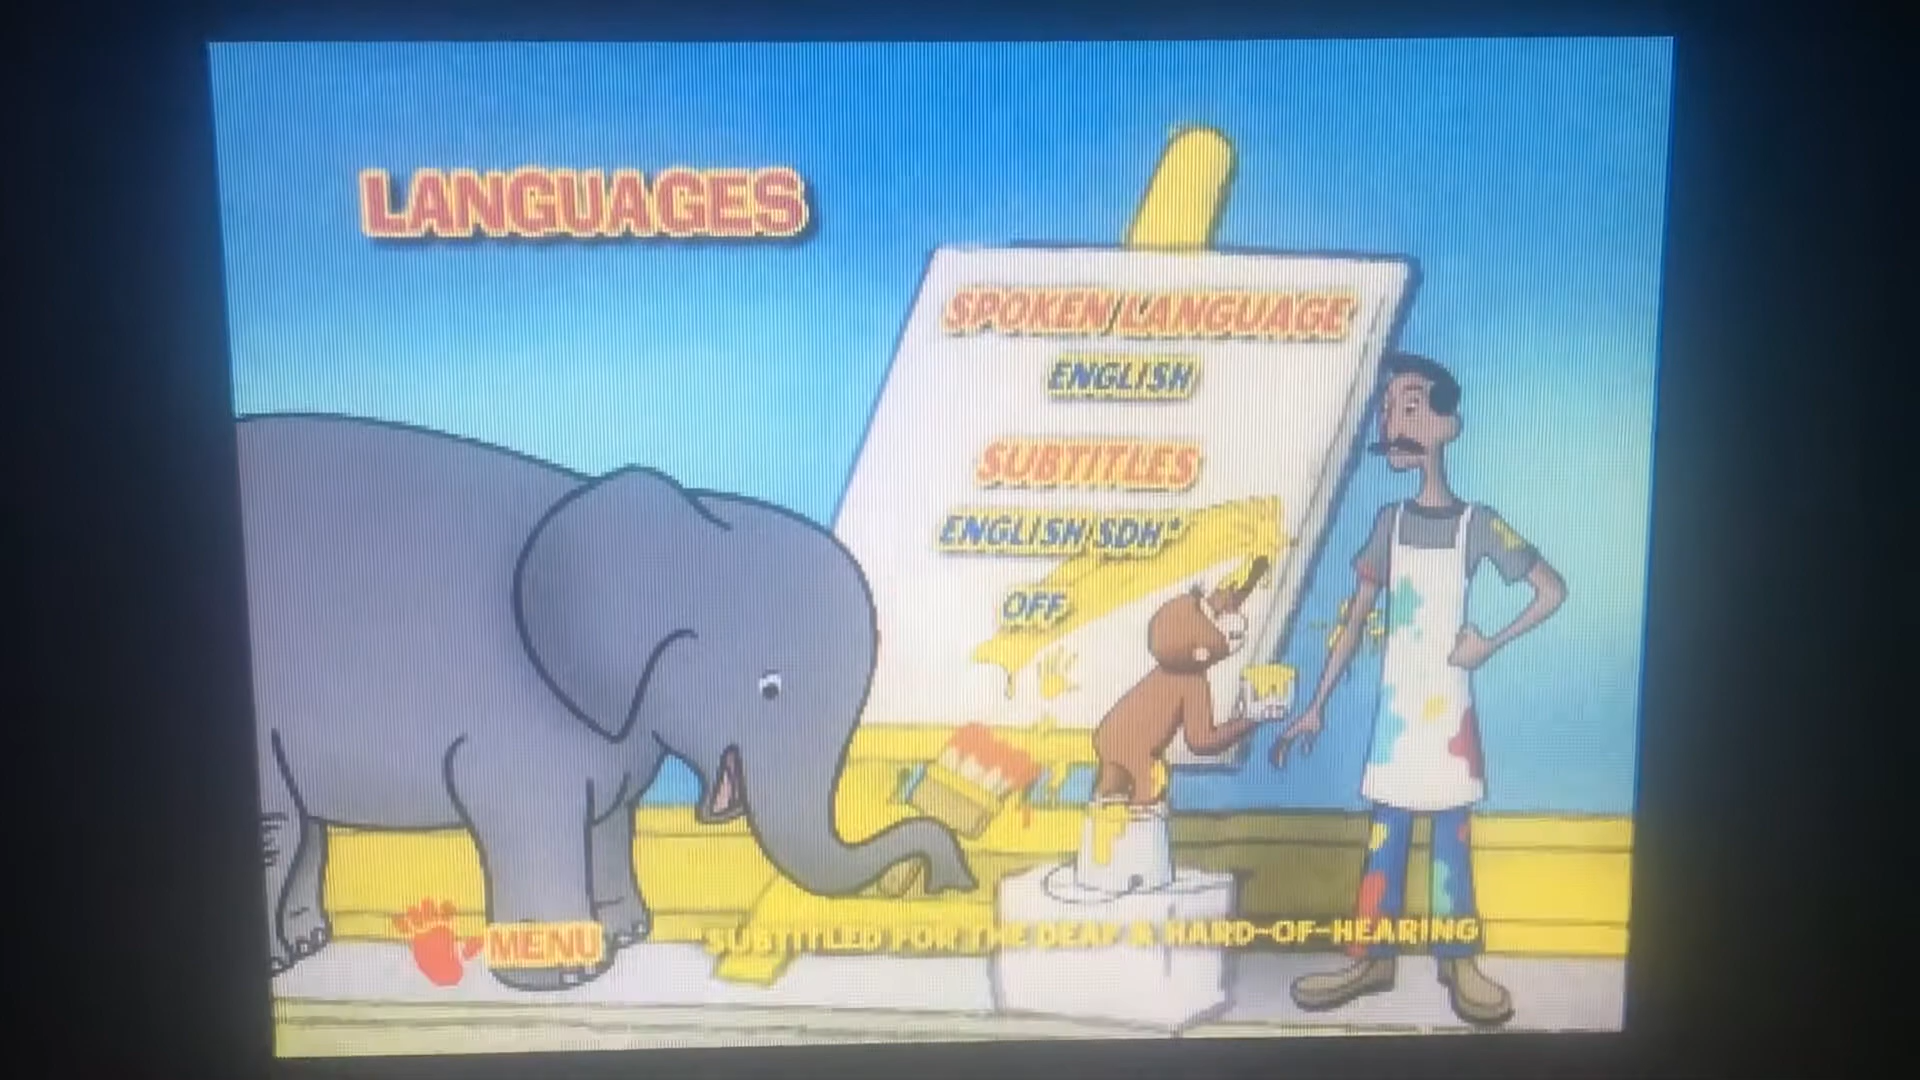 LANGUAGES
SPOKEN LANGUAGE
ENGLISH
SUBTITLES
ENGLISH SDH*
OFF
MENU
*SUBTITLED FOR THE DEAF & HARD-OF-HEARING